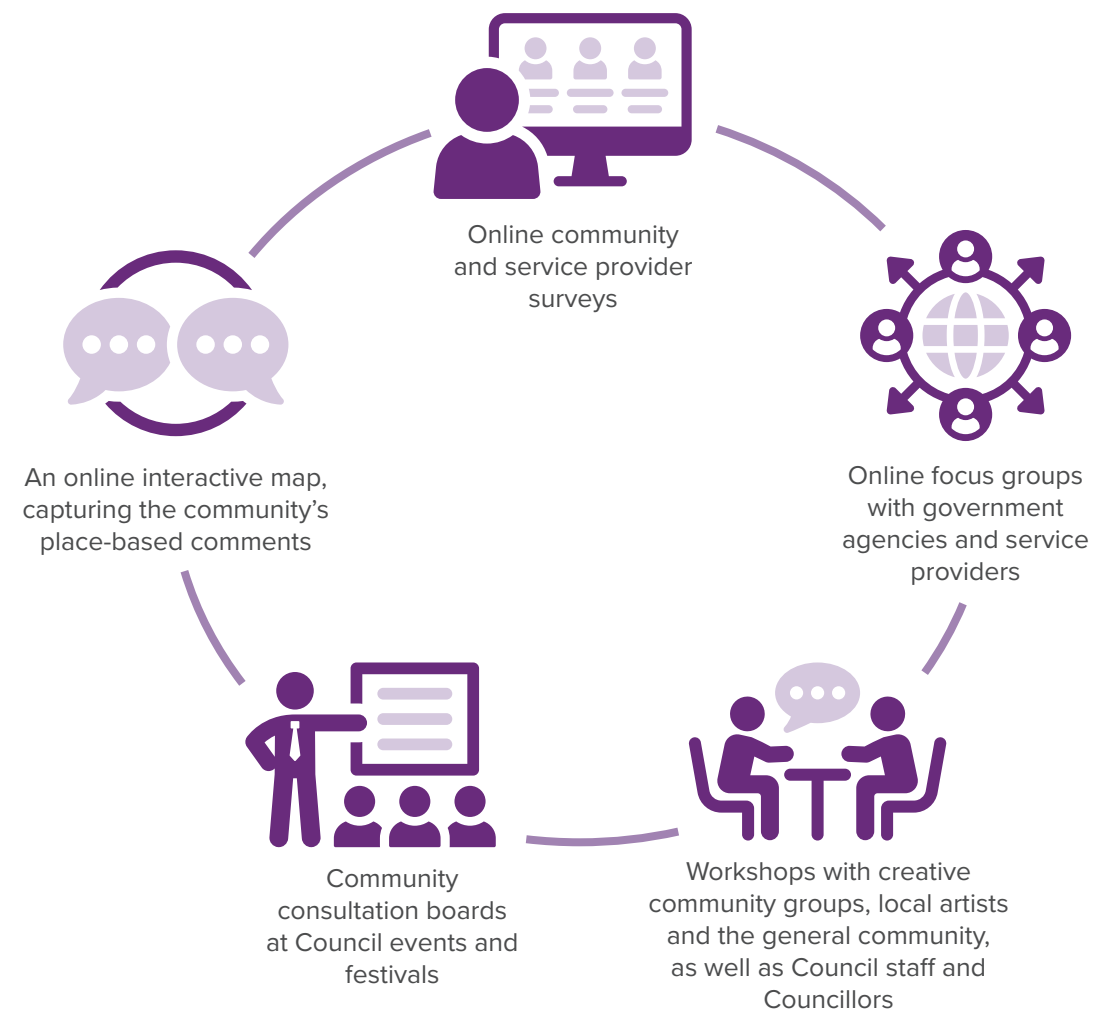 Online community
and service provider
surveys
Online focus groups
with government
agencies and service
providers
Workshops with creative
community groups, local artists
and the general community,
as well as Council staff and
Councillors
Community
consultation boards
at Council events and
festivals
An online interactive map,
capturing the community’s
place-based comments